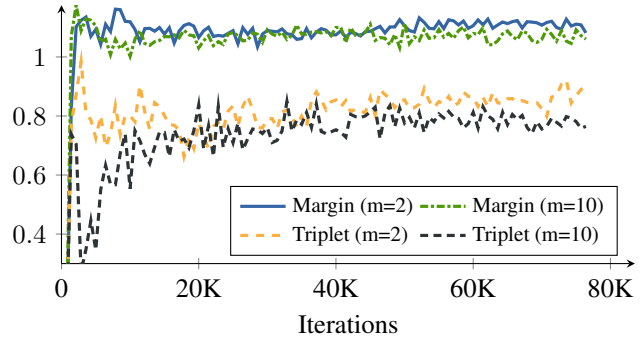 1
0.8
0.6
0.4
Margin (m=2) Margin (m=10)
Triplet (m=2) Triplet (m=10)
0 20K 40K 60K 80K
Iterations